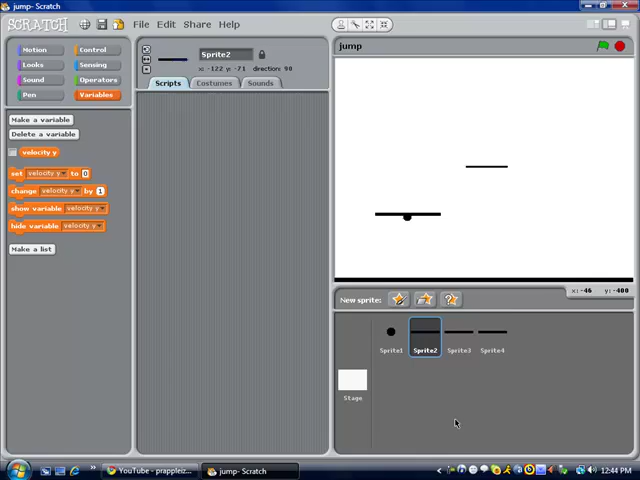 jump- Scratch
SCRATCH
File Edit Share Help
Motion Control
Looks Sensing
Sound Operators
Pen Variables
Make a variable
Delete a variable
velocity y
set velocity y to 0
change velocity y by 1
show variable velocity y
hide variable velocity y
Make a list
Sprite2
x: -122 y: -71 direction: 90
Scripts Costumes Sounds
jump
x: -46 y: -400
New sprite:
Sprite1 Sprite2 Sprite3 Sprite4
Stage
YouTube - prappleiz...
jump- Scratch
12:44 PM